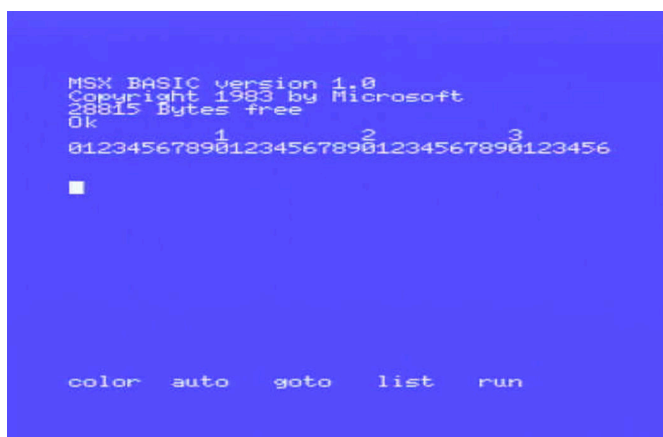 MSX BASIC version 1.0
Copyright 1983 by Microsoft
28815 Bytes free
Ok
          1         2         3
0123456789012345678901234567890123456
color  auto   goto   list   run